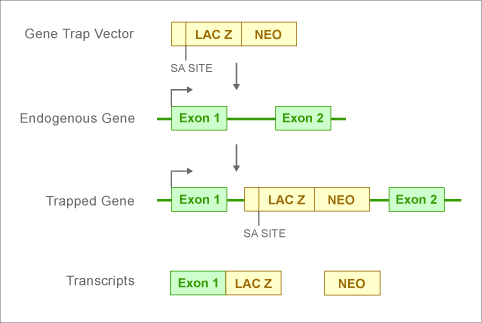 Gene Trap Vector
LAC Z NEO
SA SITE
Endogenous Gene
Exon 1 Exon 2
Trapped Gene
Exon 1 LAC Z NEO Exon 2
SA SITE
Transcripts
Exon 1 LAC Z NEO